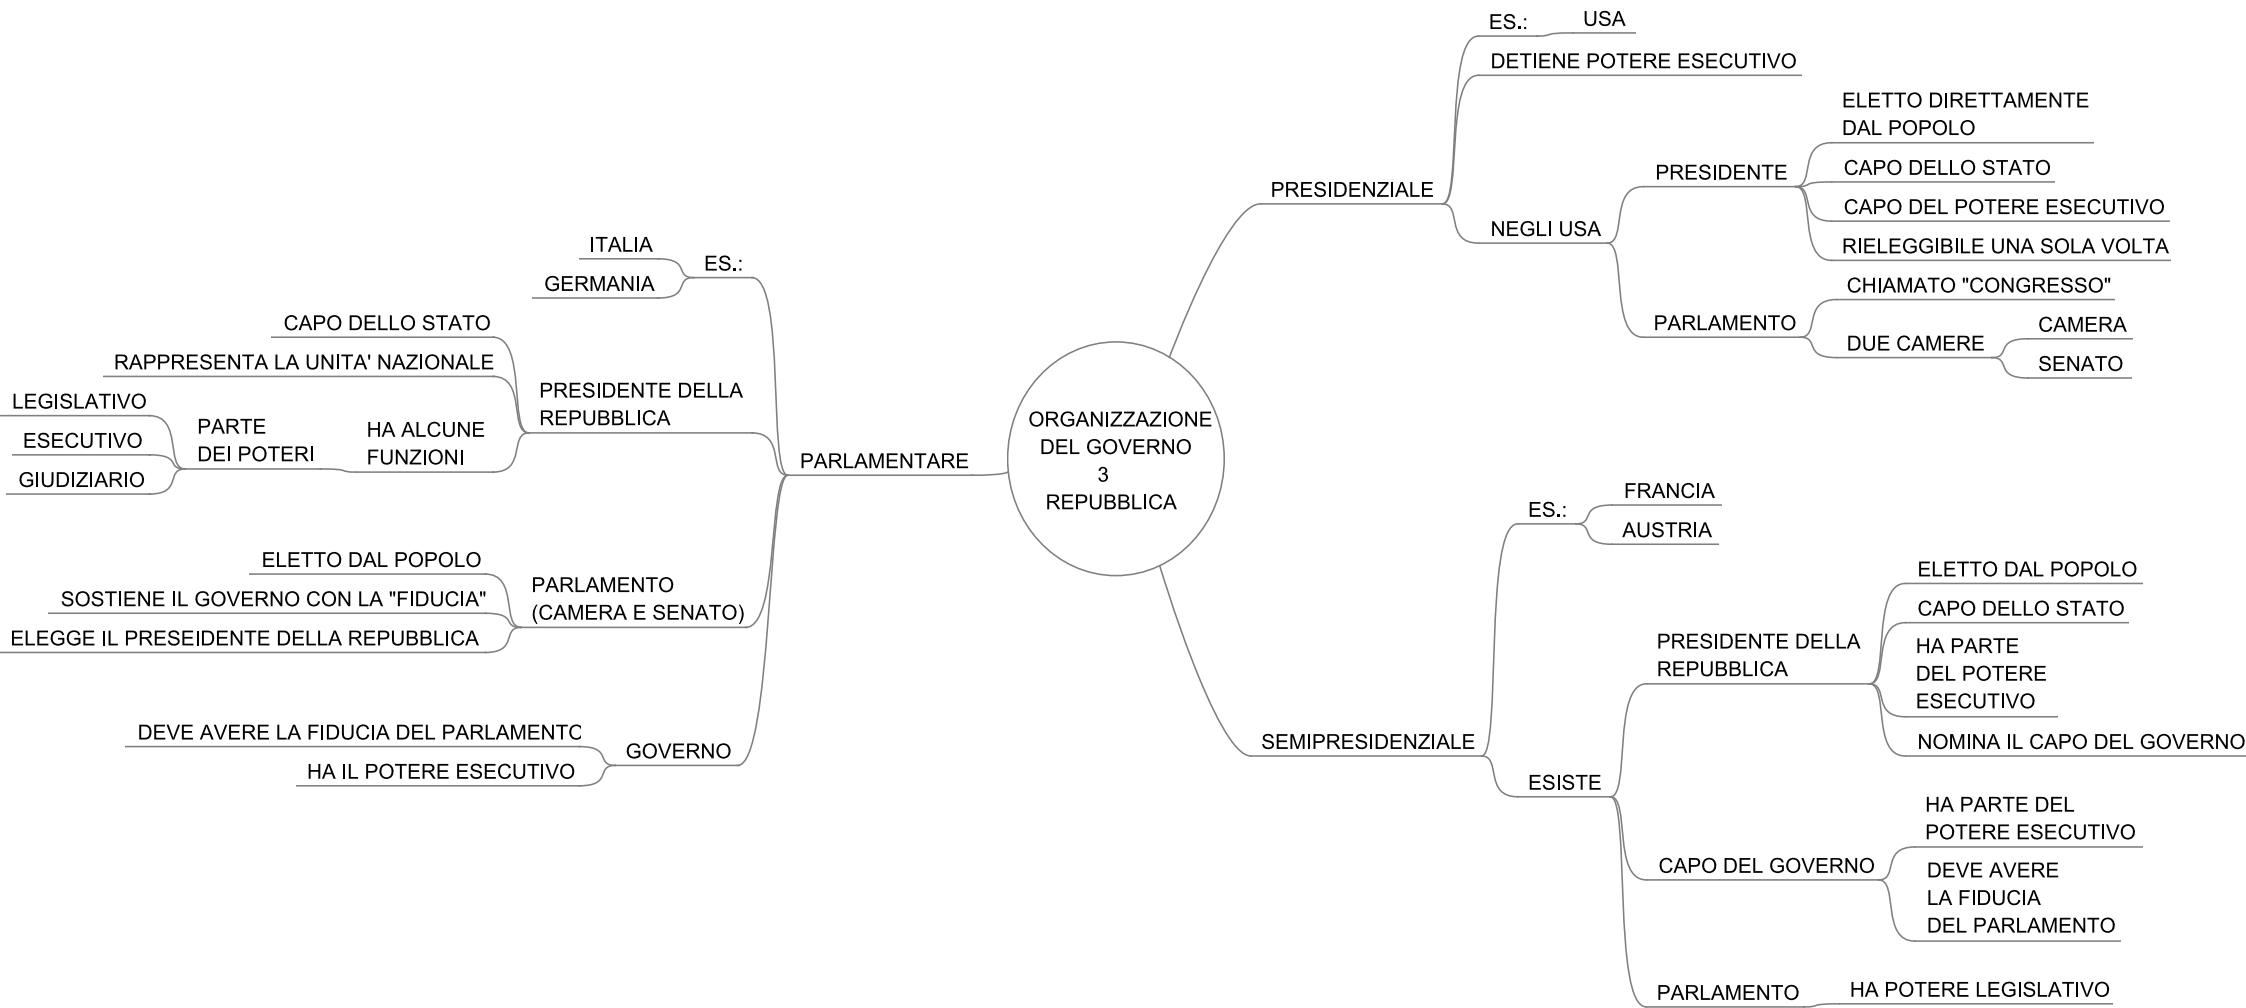 ORGANIZZAZIONE
DEL GOVERNO
3
REPUBBLICA
PRESIDENZIALE
ES.:
USA
DETIENE POTERE ESECUTIVO
NEGLI USA
PRESIDENTE
ELETTO DIRETTAMENTE
DAL POPOLO
CAPO DELLO STATO
CAPO DEL POTERE ESECUTIVO
RIELEGGIBILE UNA SOLA VOLTA
PARLAMENTO
CHIAMATO "CONGRESSO"
DUE CAMERE
CAMERA
SENATO
SEMIPRESIDENZIALE
ES.:
FRANCIA
AUSTRIA
ESISTE
PRESIDENTE DELLA
REPUBBLICA
ELETTO DAL POPOLO
CAPO DELLO STATO
HA PARTE
DEL POTERE
ESECUTIVO
NOMINA IL CAPO DEL GOVERNO
CAPO DEL GOVERNO
HA PARTE DEL
POTERE ESECUTIVO
DEVE AVERE
LA FIDUCIA
DEL PARLAMENTO
PARLAMENTO
HA POTERE LEGISLATIVO
PARLAMENTARE
ES.:
ITALIA
GERMANIA
PRESIDENTE DELLA
REPUBBLICA
CAPO DELLO STATO
RAPPRESENTA LA UNITA' NAZIONALE
HA ALCUNE
FUNZIONI
PARTE
DEI POTERI
LEGISLATIVO
ESECUTIVO
GIUDIZIARIO
PARLAMENTO
(CAMERA E SENATO)
ELETTO DAL POPOLO
SOSTIENE IL GOVERNO CON LA "FIDUCIA"
ELEGGE IL PRESEIDENTE DELLA REPUBBLICA
GOVERNO
DEVE AVERE LA FIDUCIA DEL PARLAMENTO
HA IL POTERE ESECUTIVO